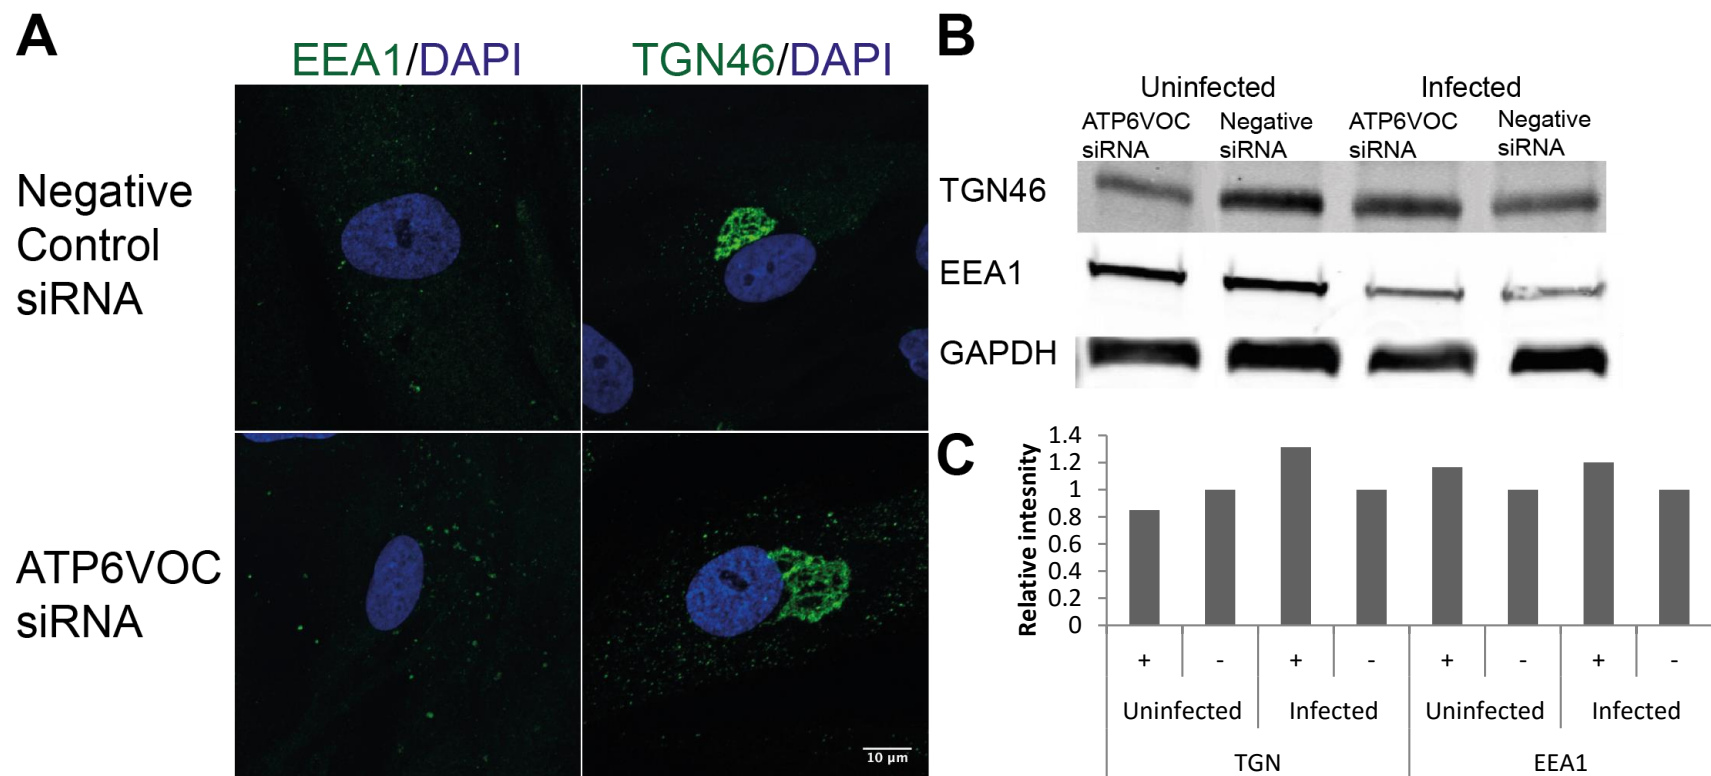 A
EEA1/DAPI
TGN46/DAPI
Negative
Control
siRNA
ATP6VOC
siRNA
10 μm
B
Uninfected
Infected
ATP6VOC
siRNA
Negative
siRNA
ATP6VOC
siRNA
Negative
siRNA
TGN46
EEA1
GAPDH
C
Relative intesnity
1.4
1.2
1
0.8
0.6
0.4
0.2
0
+ - + - + - + -
Uninfected Infected Uninfected Infected
TGN EEA1